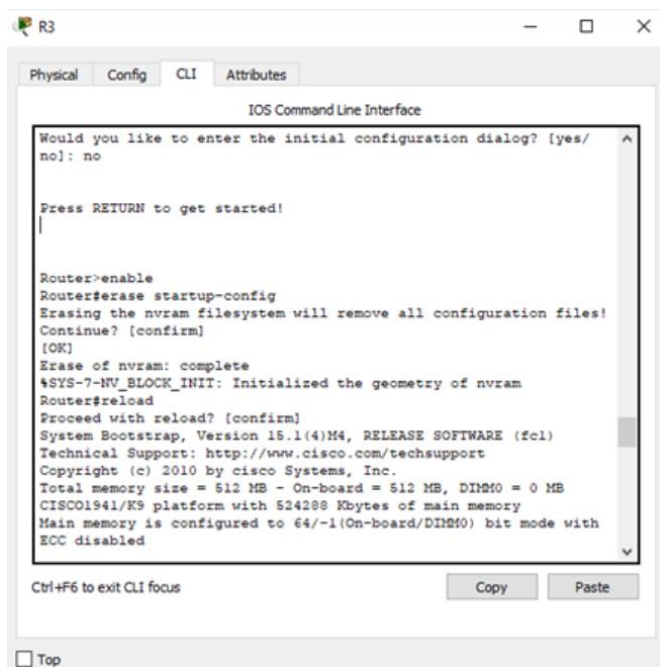 R3
Physical Config CLI Attributes
IOS Command Line Interface
Would you like to enter the initial configuration dialog? [yes/
no]: no
Press RETURN to get started!
Router>enable
Router#erase startup-config
Erasing the nvram filesystem will remove all configuration files!
Continue? [confirm]
[OK]
Erase of nvram: complete
%SYS-7-NV_BLOCK_INIT: Initialized the geometry of nvram
Router#reload
Proceed with reload? [confirm]
System Bootstrap, Version 15.1(4)M4, RELEASE SOFTWARE (fc1)
Technical Support: http://www.cisco.com/techsupport
Copyright (c) 2010 by cisco Systems, Inc.
Total memory size = 512 MB - On-board = 512 MB, DIMM0 = 0 MB
CISCO1941/K9 platform with 524288 Kbytes of main memory
Main memory is configured to 64/-1(On-board/DIMM0) bit mode with
ECC disabled
Ctrl+F6 to exit CLI focus
Copy Paste
Top